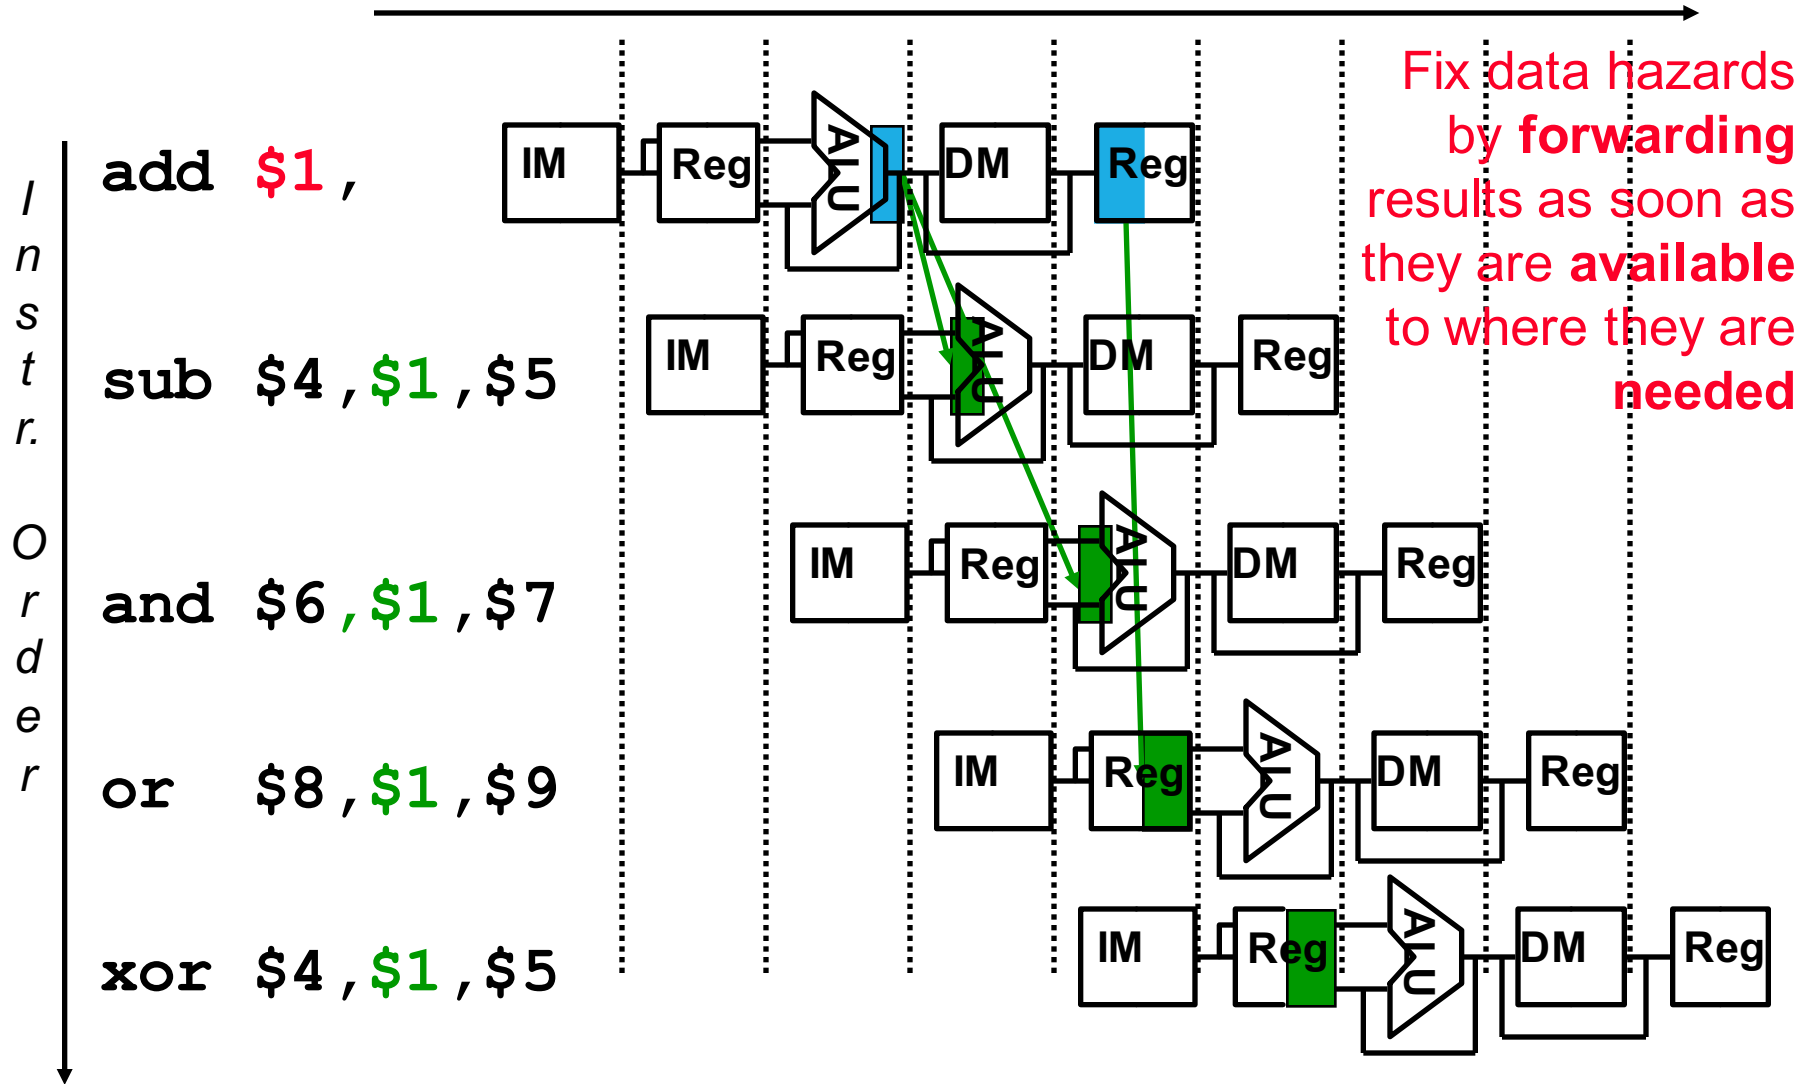 Fix data hazards
by forwarding
results as soon as
they are available
to where they are
needed
Instr. Order
add $1,
IM Reg ALU DM Reg
sub $4,$1,$5
IM Reg ALU DM Reg
and $6,$1,$7
IM Reg ALU DM Reg
or $8,$1,$9
IM Reg ALU DM Reg
xor $4,$1,$5
IM Reg ALU DM Reg